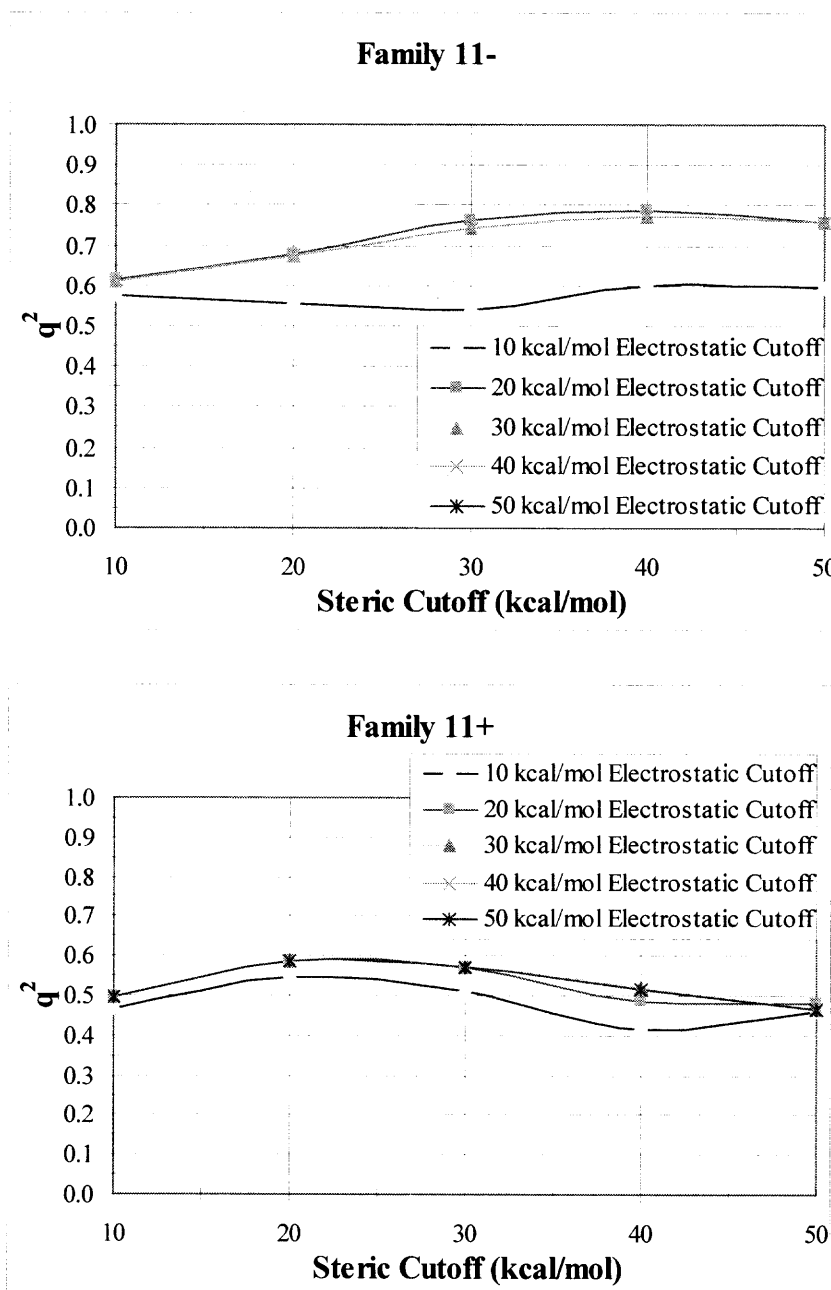 Family 11-
1.0
0.9
0.8
0.7
0.6
0.5
0.4
0.3
0.2
0.1
0.0
q²
10 kcal/mol Electrostatic Cutoff
20 kcal/mol Electrostatic Cutoff
30 kcal/mol Electrostatic Cutoff
40 kcal/mol Electrostatic Cutoff
50 kcal/mol Electrostatic Cutoff
10 20 30 40 50
Steric Cutoff (kcal/mol)
Family 11+
10 kcal/mol Electrostatic Cutoff
20 kcal/mol Electrostatic Cutoff
30 kcal/mol Electrostatic Cutoff
40 kcal/mol Electrostatic Cutoff
50 kcal/mol Electrostatic Cutoff
1.0
0.9
0.8
0.7
0.6
0.5
0.4
0.3
0.2
0.1
0.0
q²
10 20 30 40 50
Steric Cutoff (kcal/mol)